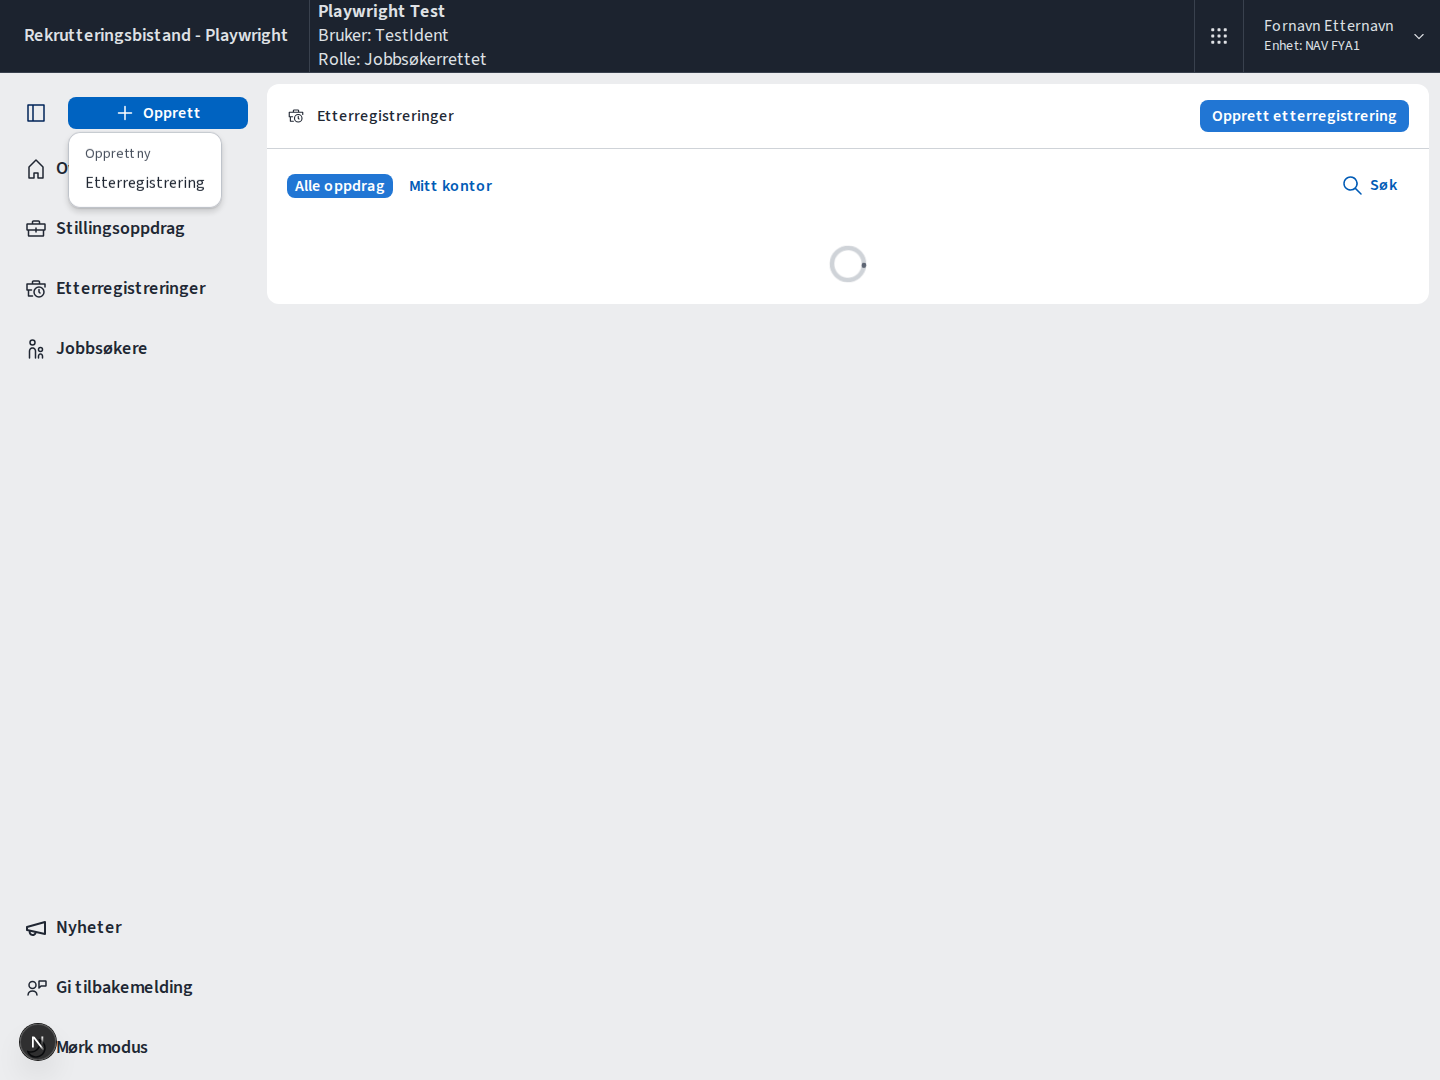 Rekrutteringsbistand - Playwright
Playwright Test
Bruker: TestIdent
Rolle: Jobbsøkerrettet
Fornavn Etternavn
Enhet: NAV FYA1
Opprett
Opprett ny
Etterregistrering
Stillingsoppdrag
Etterregistreringer
Jobbsøkere
Nyheter
Gi tilbakemelding
Mørk modus
N
Etterregistreringer
Opprett etterregistrering
Alle oppdrag
Mitt kontor
Søk